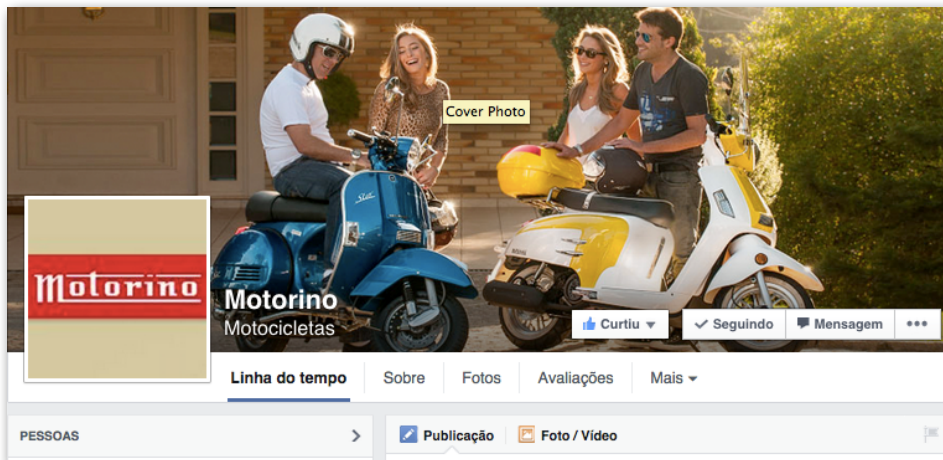 Cover Photo
Star
motorino
Motorino
Motocicletas
Curtiu
Seguindo
Mensagem
Linha do tempo
Sobre
Fotos
Avaliações
Mais
PESSOAS
Publicação
Foto / Vídeo